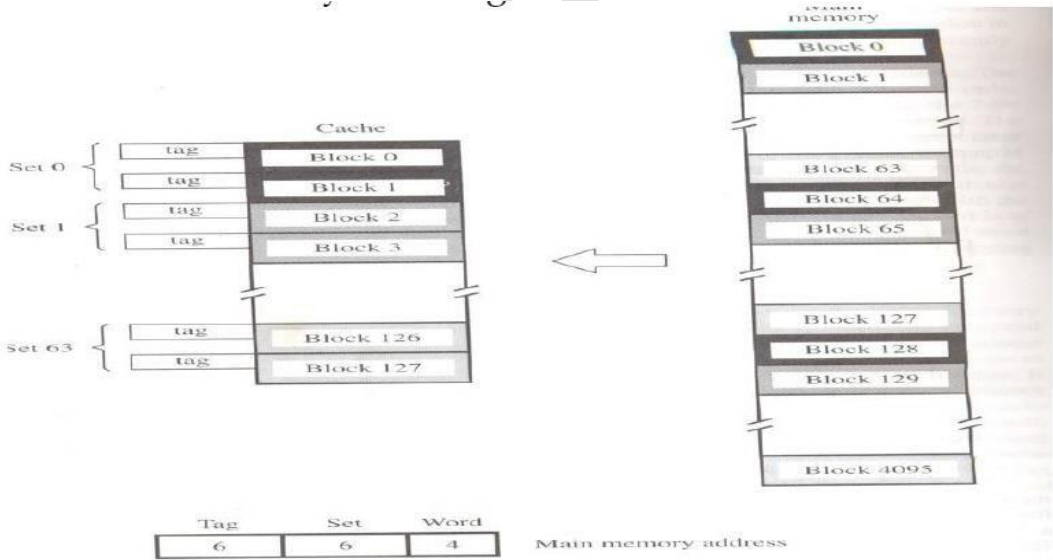 Main
memory
Block 0
Block 1
Block 63
Block 64
Block 65
Block 127
Block 128
Block 129
Block 4095
Cache
Set 0
tag
Block 0
tag
Block 1
Set 1
tag
Block 2
tag
Block 3
Set 63
tag
Block 126
tag
Block 127
Tag Set Word
6 6 4 Main memory address